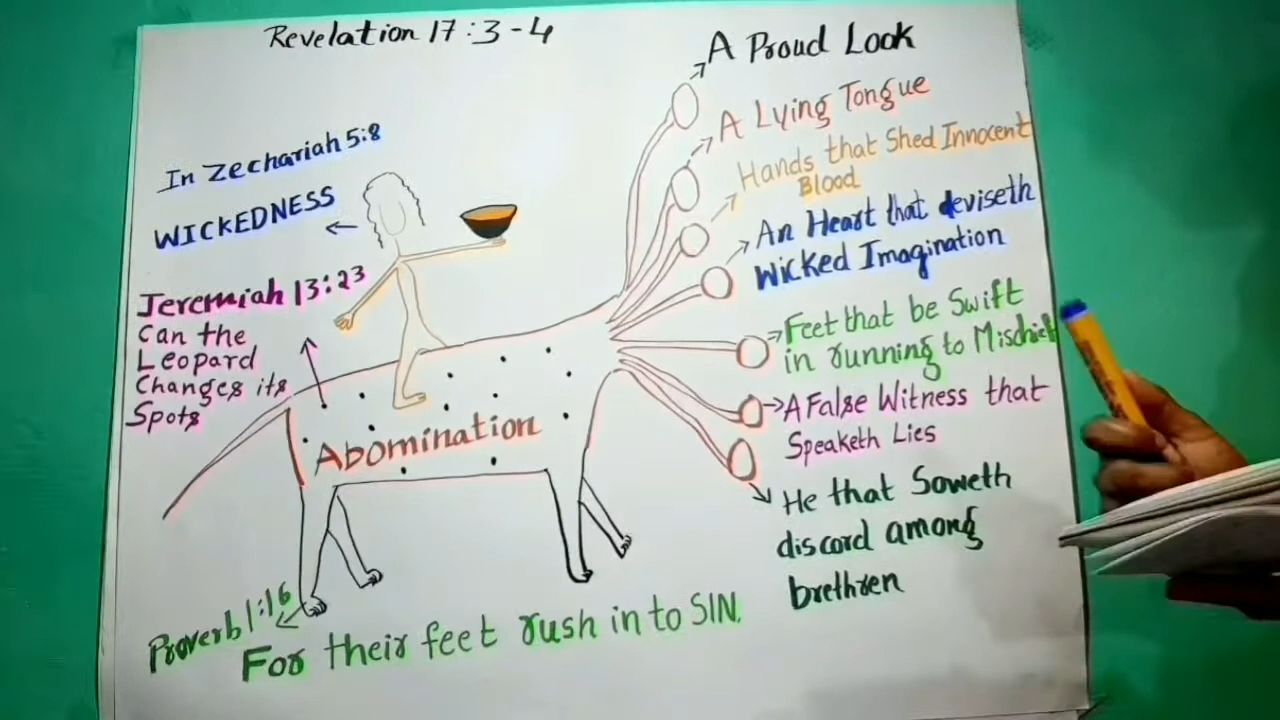 Revelation 17:3-4
In Zechariah 5:8
WICKEDNESS
Jeremiah 13:23
Can the
Leopard
Changes its
Spots
Abomination
Proverb 1:16
For their feet rush in to SIN.
A Proud Look
A Lying Tongue
Hands that Shed Innocent
Blood
An Heart that deviseth
Wicked Imagination
Feet that be Swift
in running to Mischief
A False Witness that
Speaketh Lies
He that Soweth
discord among
brethren